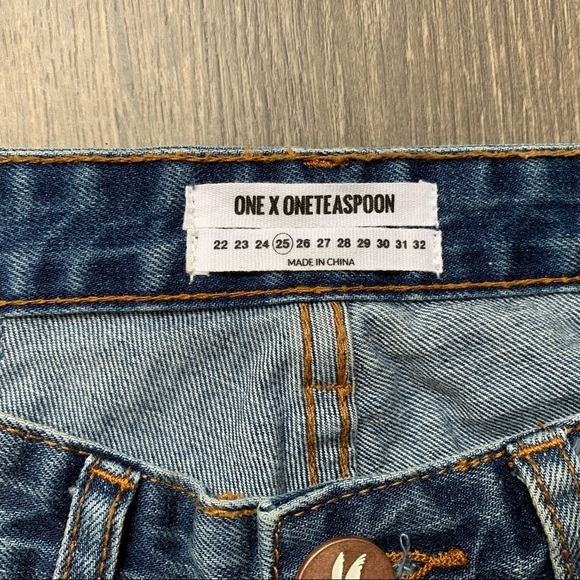 ONE X ONETEASPOON
22 23 24 25 26 27 28 29 30 31 32
MADE IN CHINA